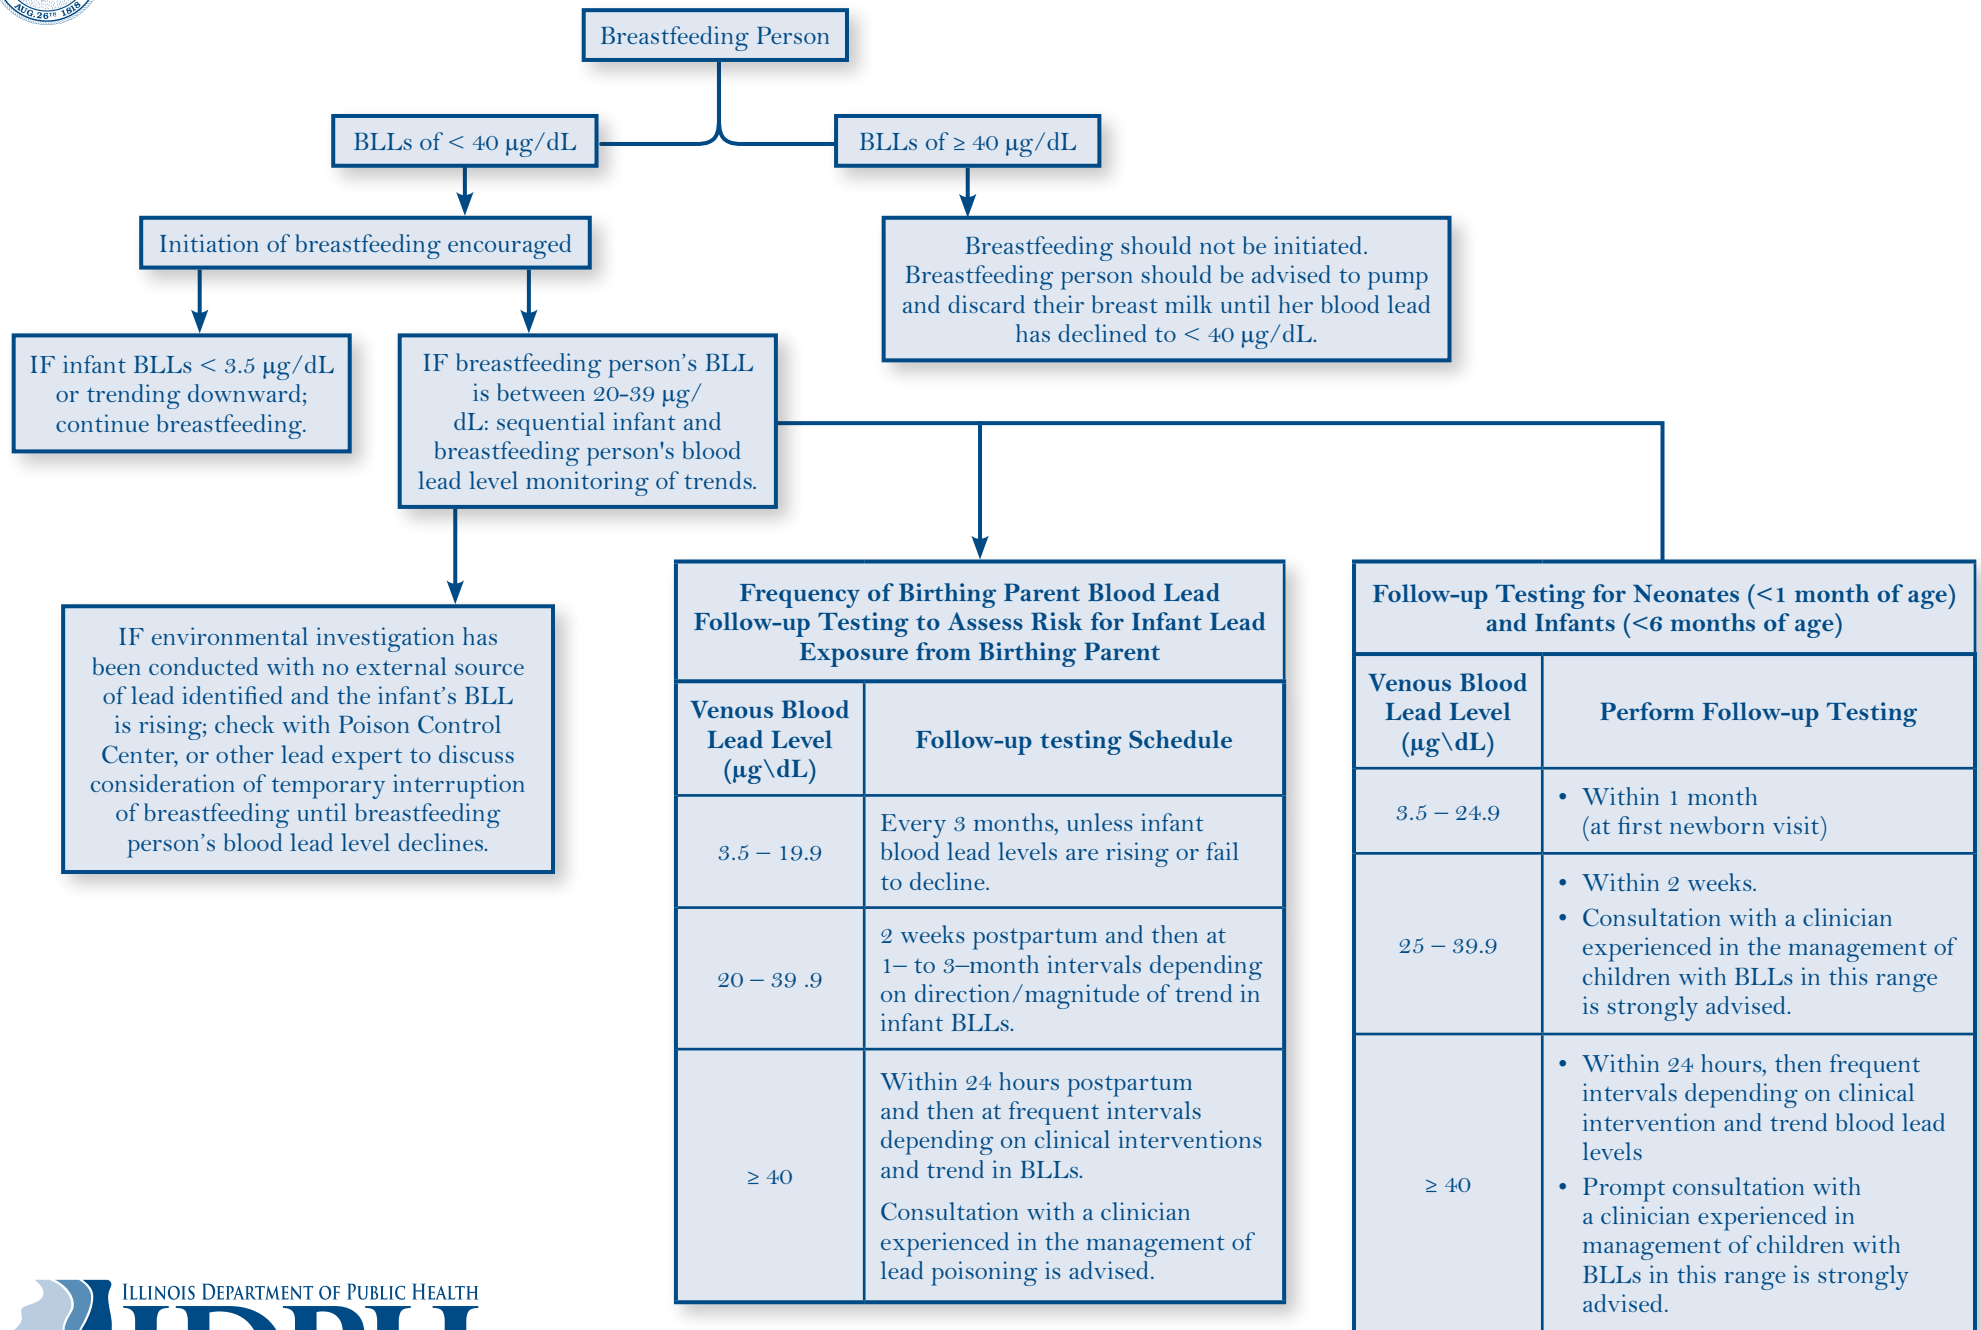 AUG. 26TH 1818
Breastfeeding Person
BLLs of < 40 µg/dL
BLLs of ≥ 40 µg/dL
Initiation of breastfeeding encouraged
Breastfeeding should not be initiated.
Breastfeeding person should be advised to pump
and discard their breast milk until her blood lead
has declined to < 40 µg/dL.
IF infant BLLs < 3.5 µg/dL
or trending downward;
continue breastfeeding.
IF breastfeeding person’s BLL
is between 20-39 µg/
dL: sequential infant and
breastfeeding person's blood
lead level monitoring of trends.
IF environmental investigation has
been conducted with no external source
of lead identified and the infant’s BLL
is rising; check with Poison Control
Center, or other lead expert to discuss
consideration of temporary interruption
of breastfeeding until breastfeeding
person’s blood lead level declines.
Frequency of Birthing Parent Blood Lead
Follow-up Testing to Assess Risk for Infant Lead
Exposure from Birthing Parent
Venous Blood
Lead Level
(µg\dL)
Follow-up testing Schedule
3.5 – 19.9
Every 3 months, unless infant
blood lead levels are rising or fail
to decline.
20 – 39 .9
2 weeks postpartum and then at
1– to 3–month intervals depending
on direction/magnitude of trend in
infant BLLs.
≥ 40
Within 24 hours postpartum
and then at frequent intervals
depending on clinical interventions
and trend in BLLs.
Consultation with a clinician
experienced in the management of
lead poisoning is advised.
Follow-up Testing for Neonates (<1 month of age)
and Infants (<6 months of age)
Venous Blood
Lead Level
(µg\dL)
Perform Follow-up Testing
3.5 – 24.9
• Within 1 month
(at first newborn visit)
25 – 39.9
• Within 2 weeks.
• Consultation with a clinician
experienced in the management of
children with BLLs in this range
is strongly advised.
≥ 40
• Within 24 hours, then frequent
intervals depending on clinical
intervention and trend blood lead
levels
• Prompt consultation with
a clinician experienced in
management of children with
BLLs in this range is strongly
advised.
ILLINOIS DEPARTMENT OF PUBLIC HEALTH
IDPH